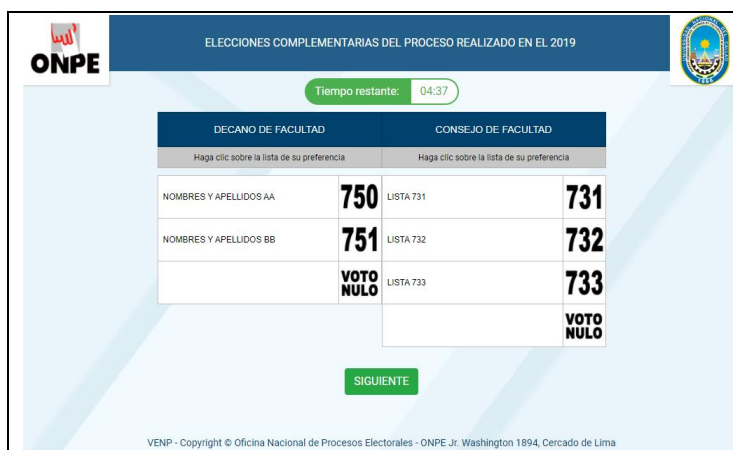 ONPE
ELECCIONES COMPLEMENTARIAS DEL PROCESO REALIZADO EN EL 2019
Tiempo restante: 04:37
DECANO DE FACULTAD
Haga clic sobre la lista de su preferencia
NOMBRES Y APELLIDOS AA 750
NOMBRES Y APELLIDOS BB 751
VOTO
NULO
CONSEJO DE FACULTAD
Haga clic sobre la lista de su preferencia
LISTA 731 731
LISTA 732 732
LISTA 733 733
VOTO
NULO
SIGUIENTE
VENP - Copyright © Oficina Nacional de Procesos Electorales - ONPE Jr. Washington 1894, Cercado de Lima